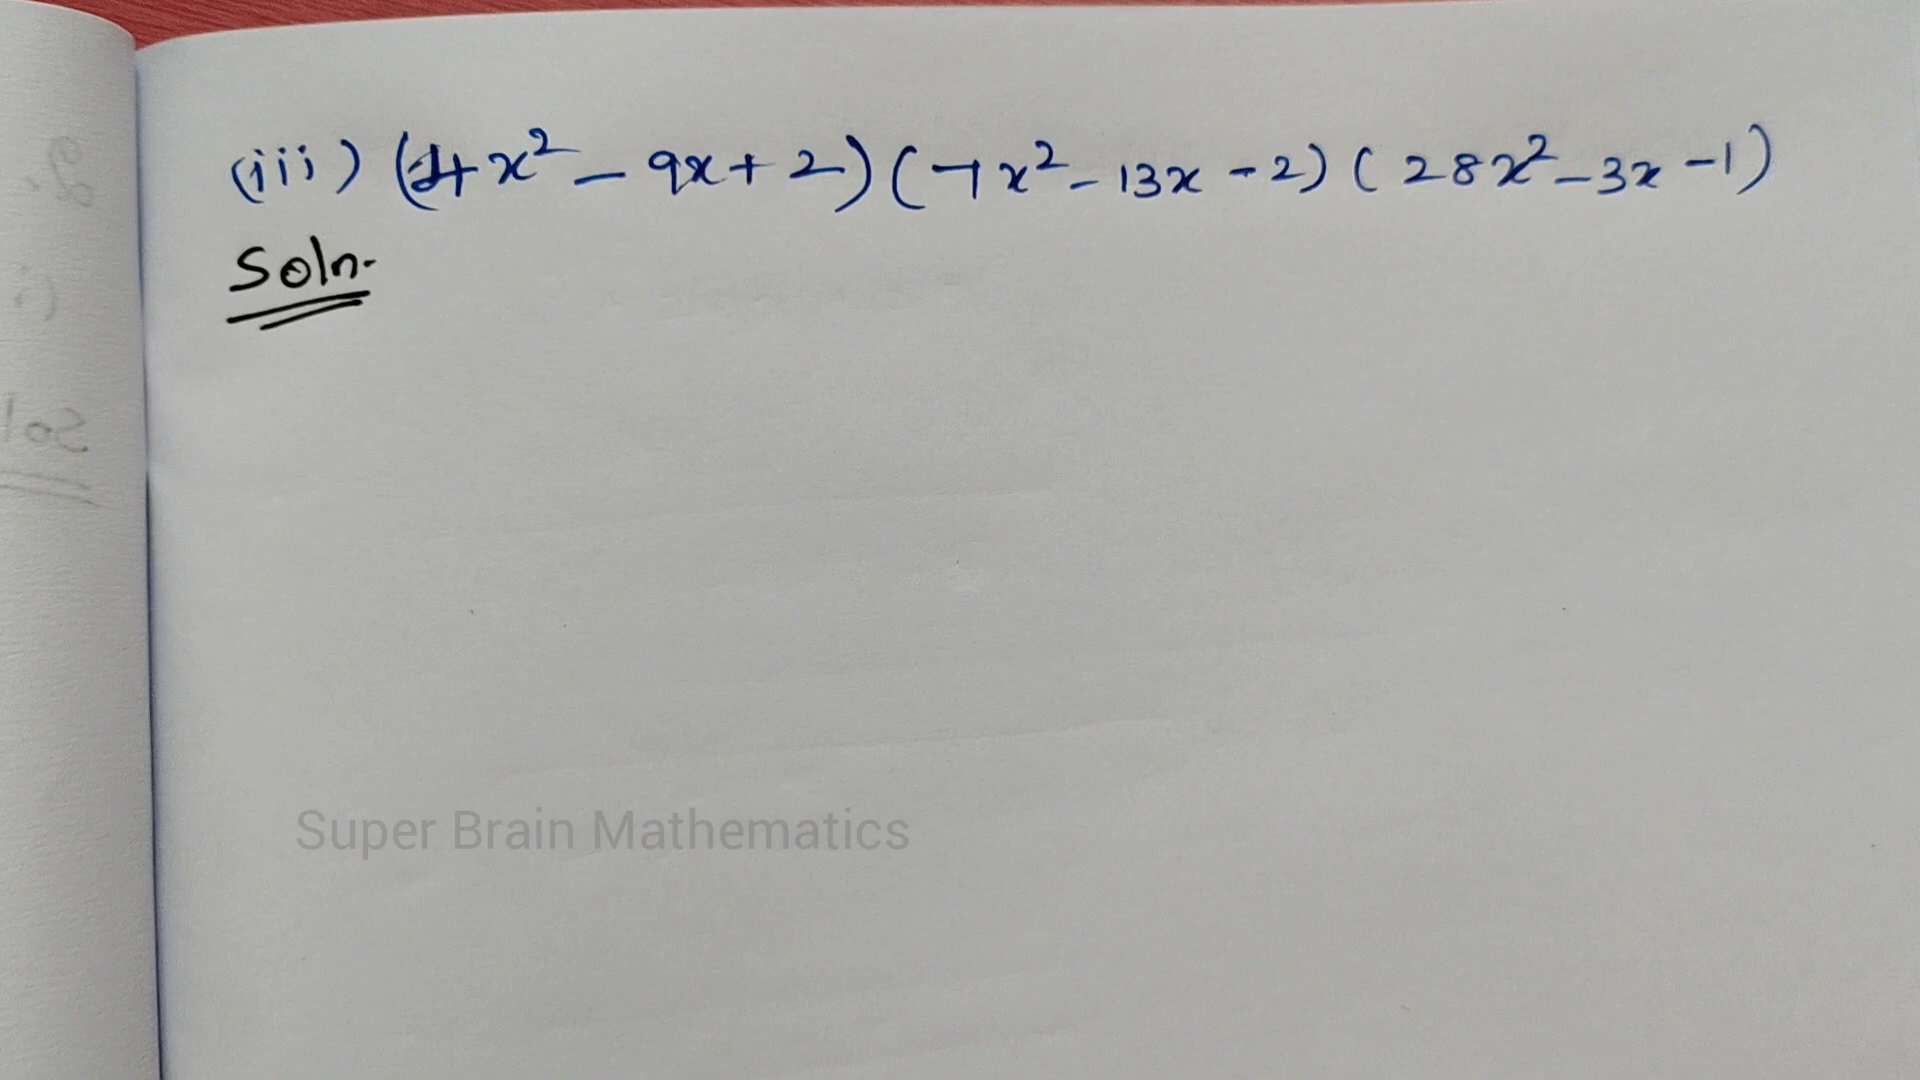 (iii) (4x² - 9x + 2) (7x² - 13x - 2) (28x² - 3x - 1)
Soln.
Super Brain Mathematics